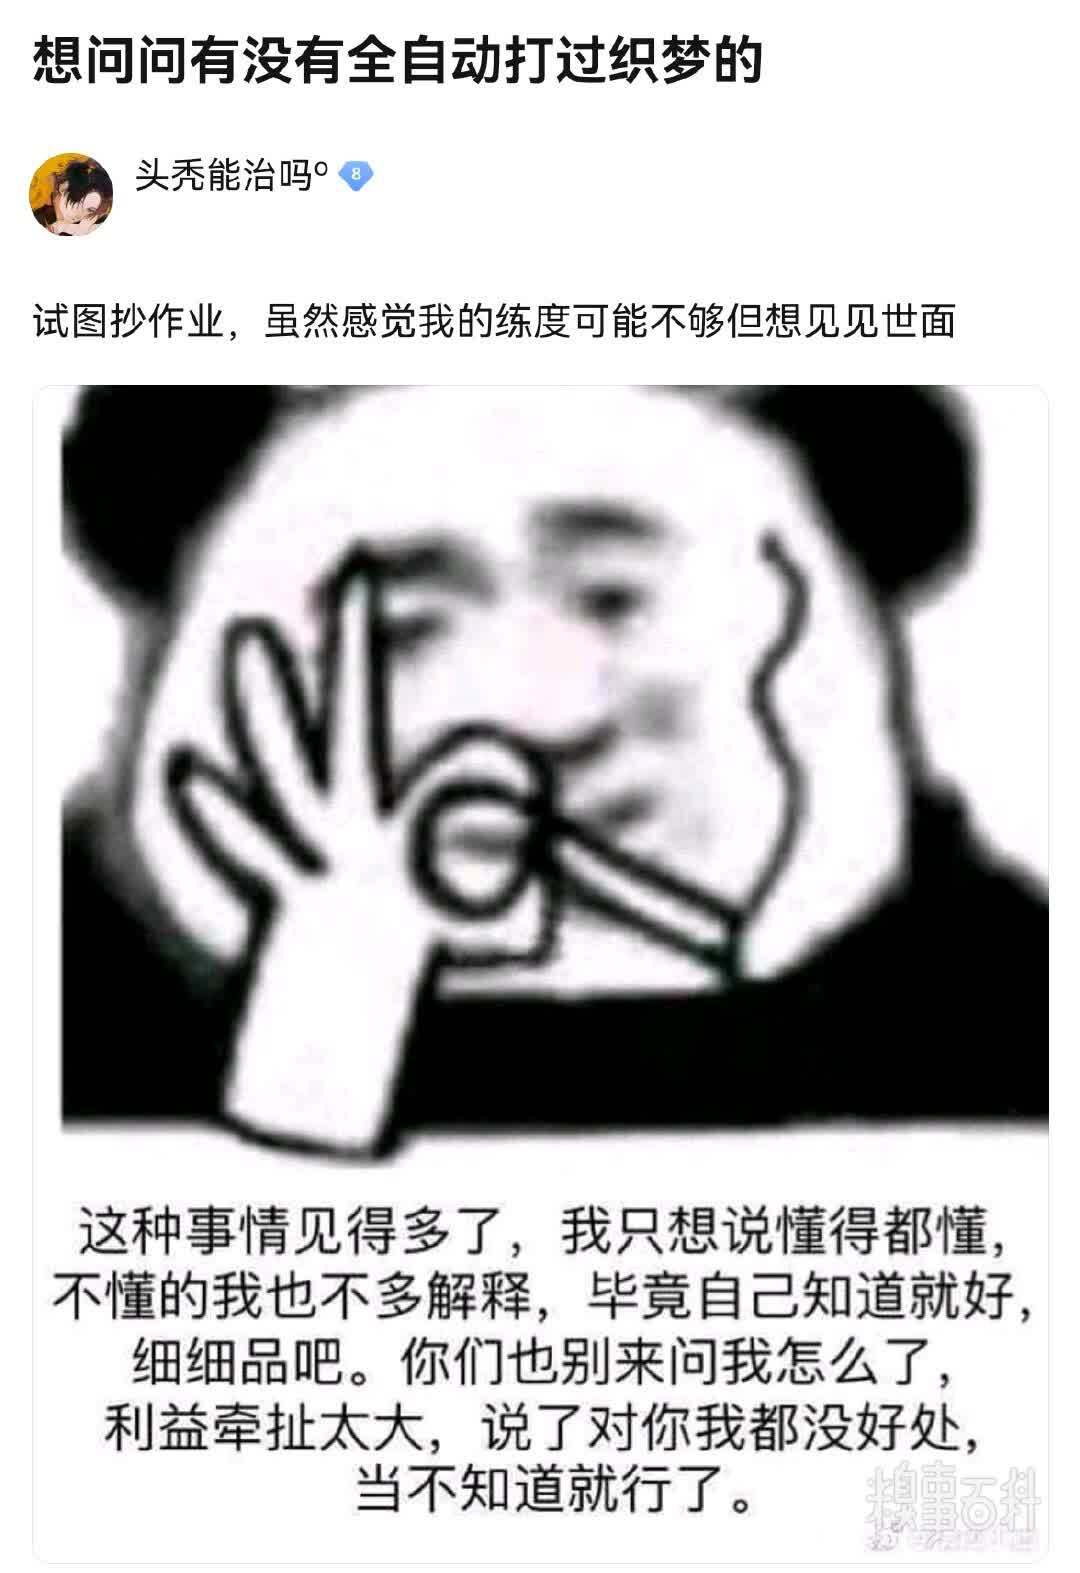 想问问有没有全自动打过织梦的
头秃能治吗º 8
试图抄作业，虽然感觉我的练度可能不够但想见见世面
这种事情见得多了，我只想说懂得都懂，
不懂的我也不多解释，毕竟自己知道就好，
细细品吧。你们也别来问我怎么了，
利益牵扯太大，说了对你我都没好处，
当不知道就行了。
糗事百科